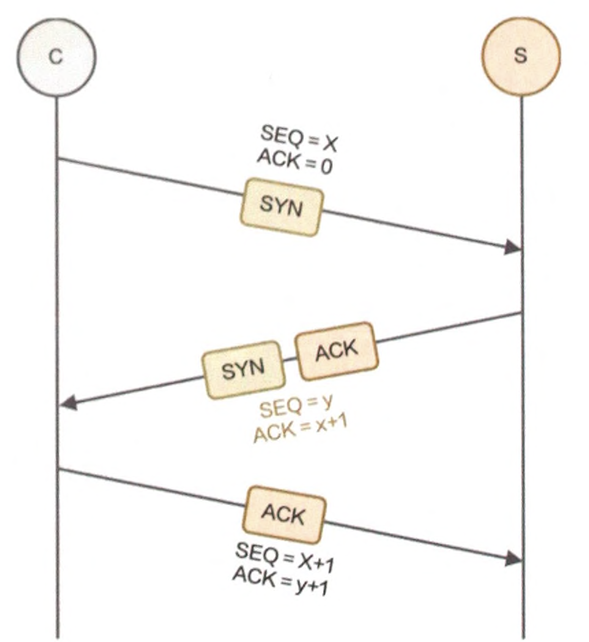 C
S
SEQ = X
ACK = 0
SYN
SYN
ACK
SEQ = y
ACK = x+1
ACK
SEQ = X+1
ACK = y+1